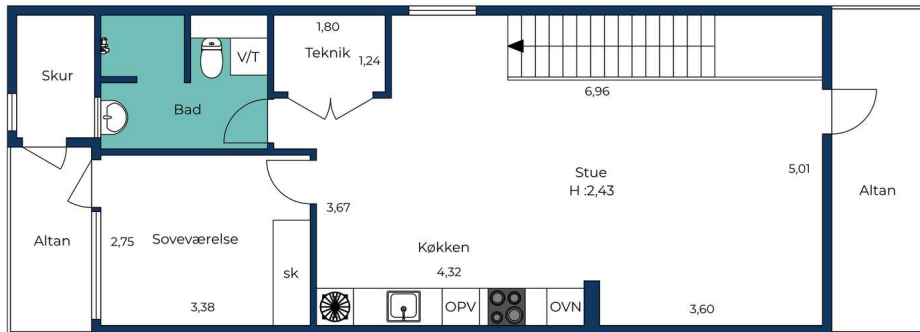 1,80
Teknik
1,24
Skur
V/T
Bad
6,96
Stue
H :2,43
5,01
Altan
3,67
Altan
2,75
Soveværelse
Køkken
4,32
sk
3,38
OPV
OVN
3,60